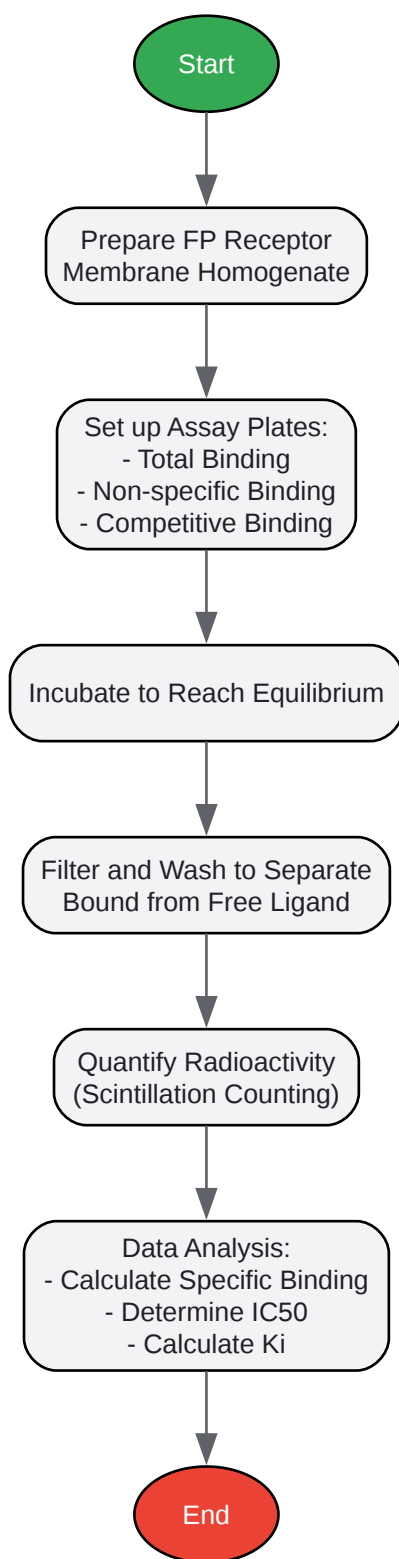 Start
Prepare FP Receptor
Membrane Homogenate
Set up Assay Plates:
- Total Binding
- Non-specific Binding
- Competitive Binding
Incubate to Reach Equilibrium
Filter and Wash to Separate
Bound from Free Ligand
Quantify Radioactivity
(Scintillation Counting)
Data Analysis:
- Calculate Specific Binding
- Determine IC50
- Calculate Ki
End